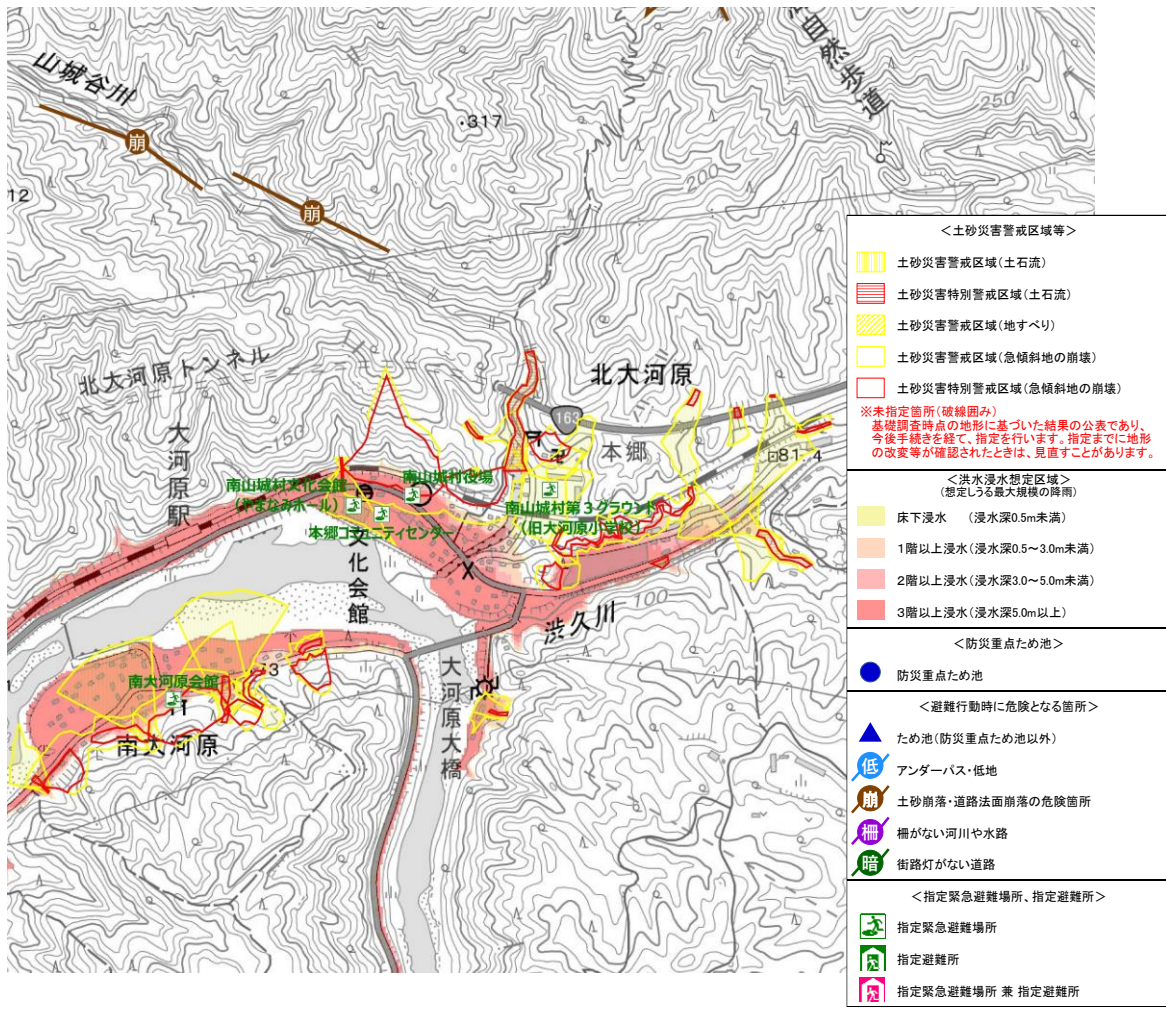 山城谷川
自然歩道
・317
250
200
12
崩
崩
北大河原トンネル
北大河原
163
大河原駅
150
本郷
81・4
南山城村文化会館
(やまなみホール)
南山城村役場
本郷コミュニティセンター
南山城村第3グラウンド
(旧大河原小学校)
文化会館
渋久川
100
大河原大橋
南大河原会館
南大河原
<土砂災害警戒区域等>
土砂災害警戒区域(土石流)
土砂災害特別警戒区域(土石流)
土砂災害警戒区域(地すべり)
土砂災害警戒区域(急傾斜地の崩壊)
土砂災害特別警戒区域(急傾斜地の崩壊)
※未指定箇所(破線囲み)
基礎調査時点の地形に基づいた結果の公表であり、
今後手続きを経て、指定を行います。指定までに地形
の改変等が確認されたときは、見直すことがあります。
<洪水浸水想定区域>
(想定しうる最大規模の降雨)
床下浸水 (浸水深0.5m未満)
1階以上浸水(浸水深0.5~3.0m未満)
2階以上浸水(浸水深3.0~5.0m未満)
3階以上浸水(浸水深5.0m以上)
<防災重点ため池>
防災重点ため池
<避難行動時に危険となる箇所>
ため池(防災重点ため池以外)
低 アンダーパス・低地
崩 土砂崩落・道路法面崩落の危険箇所
柵 柵がない河川や水路
暗 街路灯がない道路
<指定緊急避難場所、指定避難所>
指定緊急避難場所
指定避難所
指定緊急避難場所 兼 指定避難所